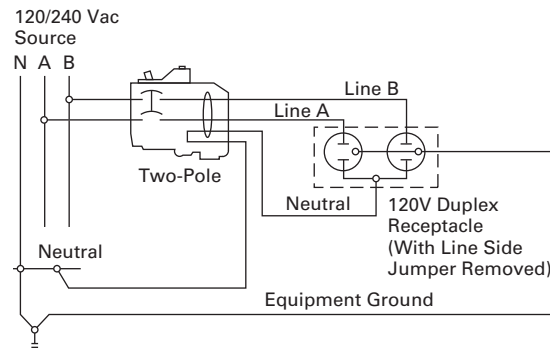 120/240 Vac
Source
N A B
Line B
Line A
Two-Pole
Neutral
120V Duplex
Receptacle
(With Line Side
Jumper Removed)
Neutral
Equipment Ground